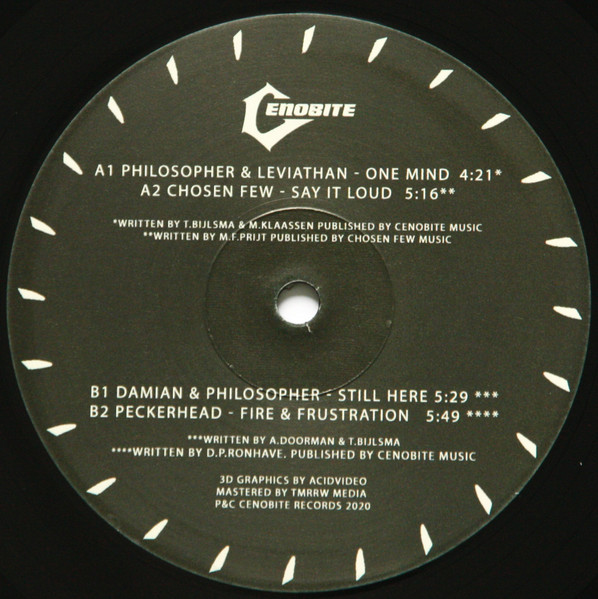 CENOBITE
A1 PHILOSOPHER & LEVIATHAN - ONE MIND 4:21*
A2 CHOSEN FEW - SAY IT LOUD 5:16**
*WRITTEN BY T.BIJLSMA & M.KLAASSEN PUBLISHED BY CENOBITE MUSIC
**WRITTEN BY M.F.PRIJT PUBLISHED BY CHOSEN FEW MUSIC
B1 DAMIAN & PHILOSOPHER - STILL HERE 5:29 ***
B2 PECKERHEAD - FIRE & FRUSTRATION 5:49 ****
***WRITTEN BY A.DOORMAN & T.BIJLSMA
****WRITTEN BY D.P.RONHAVE. PUBLISHED BY CENOBITE MUSIC
3D GRAPHICS BY ACIDVIDEO
MASTERED BY TMRRW MEDIA
P&C CENOBITE RECORDS 2020